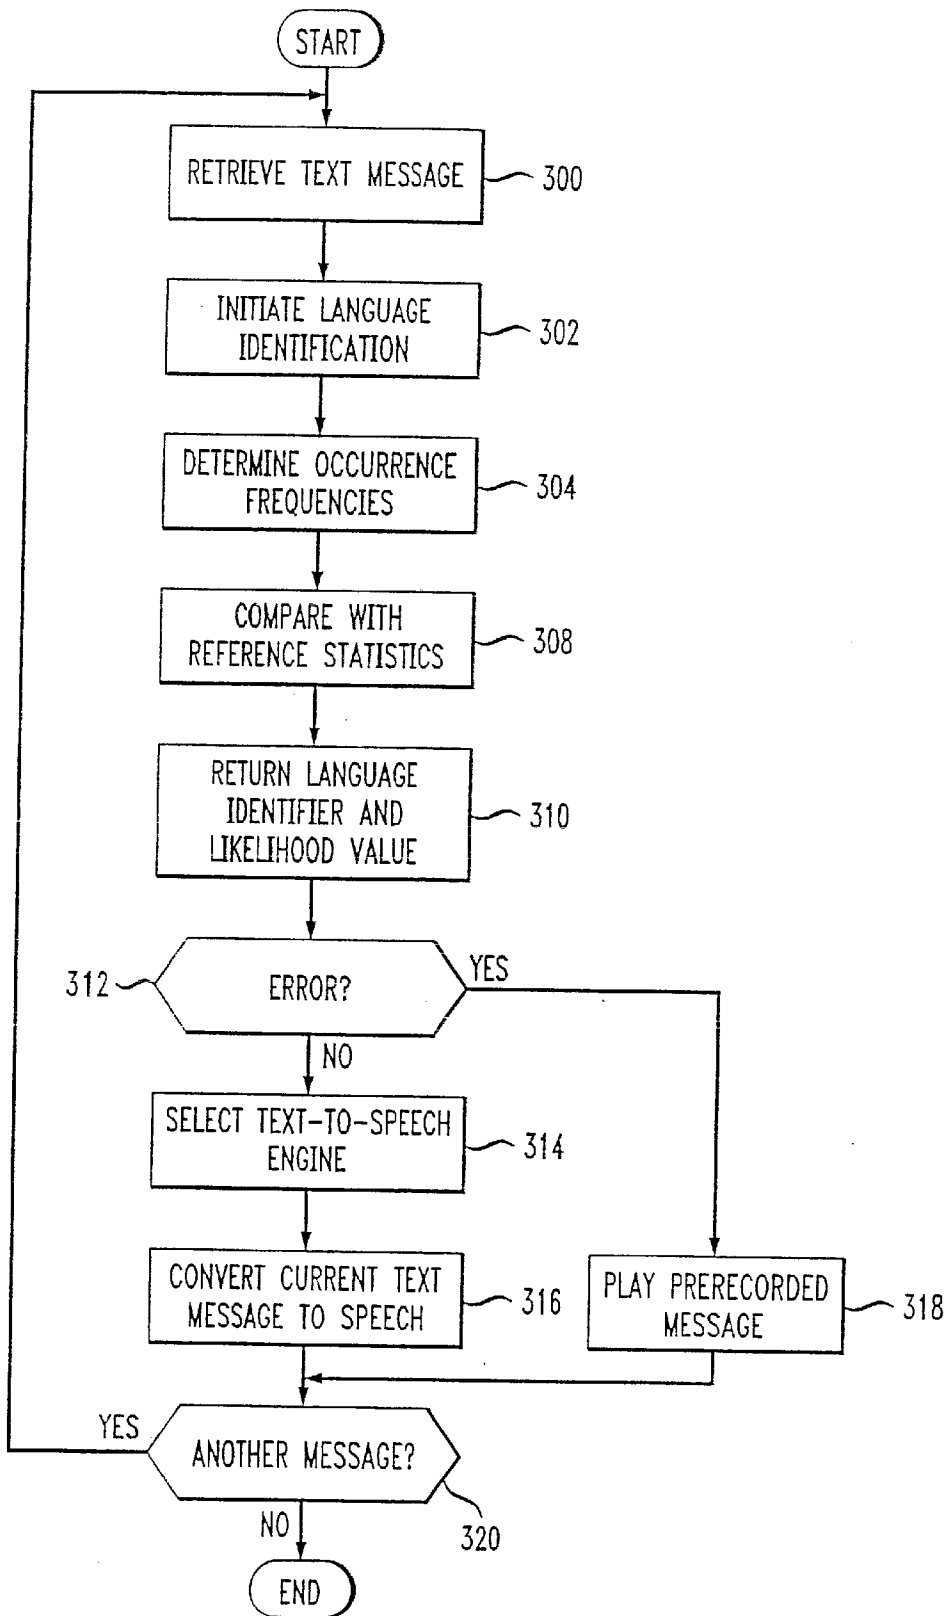 START
RETRIEVE TEXT MESSAGE
300
INITIATE LANGUAGE
IDENTIFICATION
302
DETERMINE OCCURRENCE
FREQUENCIES
304
COMPARE WITH
REFERENCE STATISTICS
308
RETURN LANGUAGE
IDENTIFIER AND
LIKELIHOOD VALUE
310
312
ERROR?
YES
NO
SELECT TEXT-TO-SPEECH
ENGINE
314
CONVERT CURRENT TEXT
MESSAGE TO SPEECH
316
PLAY PRERECORDED
MESSAGE
318
YES
ANOTHER MESSAGE?
320
NO
END